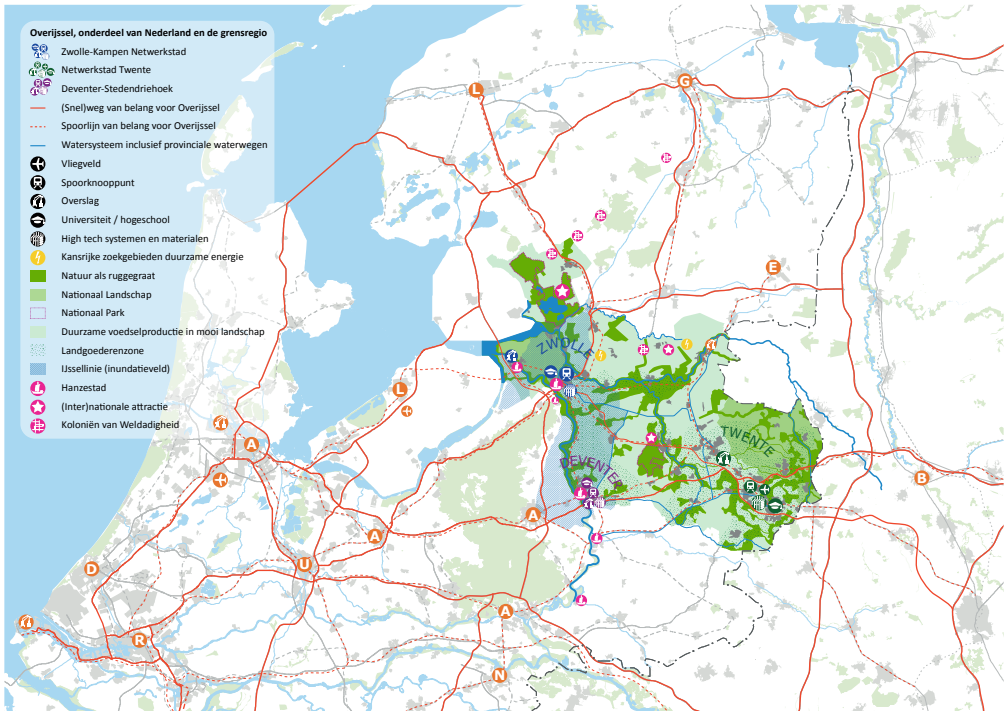 Overijssel, onderdeel van Nederland en de grensregio
Zwolle-Kampen Netwerkstad
Netwerkstad Twente
Deventer-Stedendriehoek
(Snel)weg van belang voor Overijssel
Spoorlijn van belang voor Overijssel
Watersysteem inclusief provinciale waterwegen
Vliegveld
Spoorknooppunt
Overslag
Universiteit / hogeschool
High tech systemen en materialen
Kansrijke zoekgebieden duurzame energie
Natuur als ruggegraat
Nationaal Landschap
Nationaal Park
Duurzame voedselproductie in mooi landschap
Landgoederenzone
IJssellinie (inundatieveld)
Hanzestad
(Inter)nationale attractie
Koloniën van Weldadigheid
L
G
E
ZWOLLE
L
A
TWENTE
DEVENTER
B
A
A
D
U
A
R
N